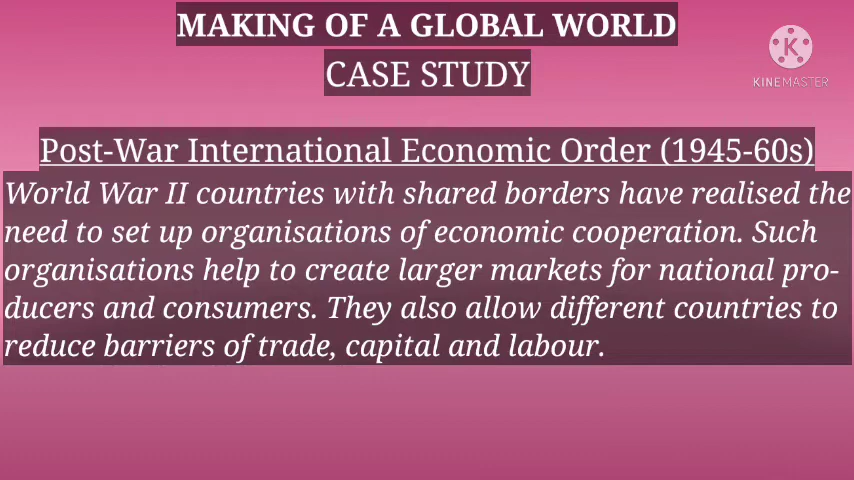 MAKING OF A GLOBAL WORLD
CASE STUDY
KINEMASTER
Post-War International Economic Order (1945-60s)
World War II countries with shared borders have realised the
need to set up organisations of economic cooperation. Such
organisations help to create larger markets for national pro-
ducers and consumers. They also allow different countries to
reduce barriers of trade, capital and labour.